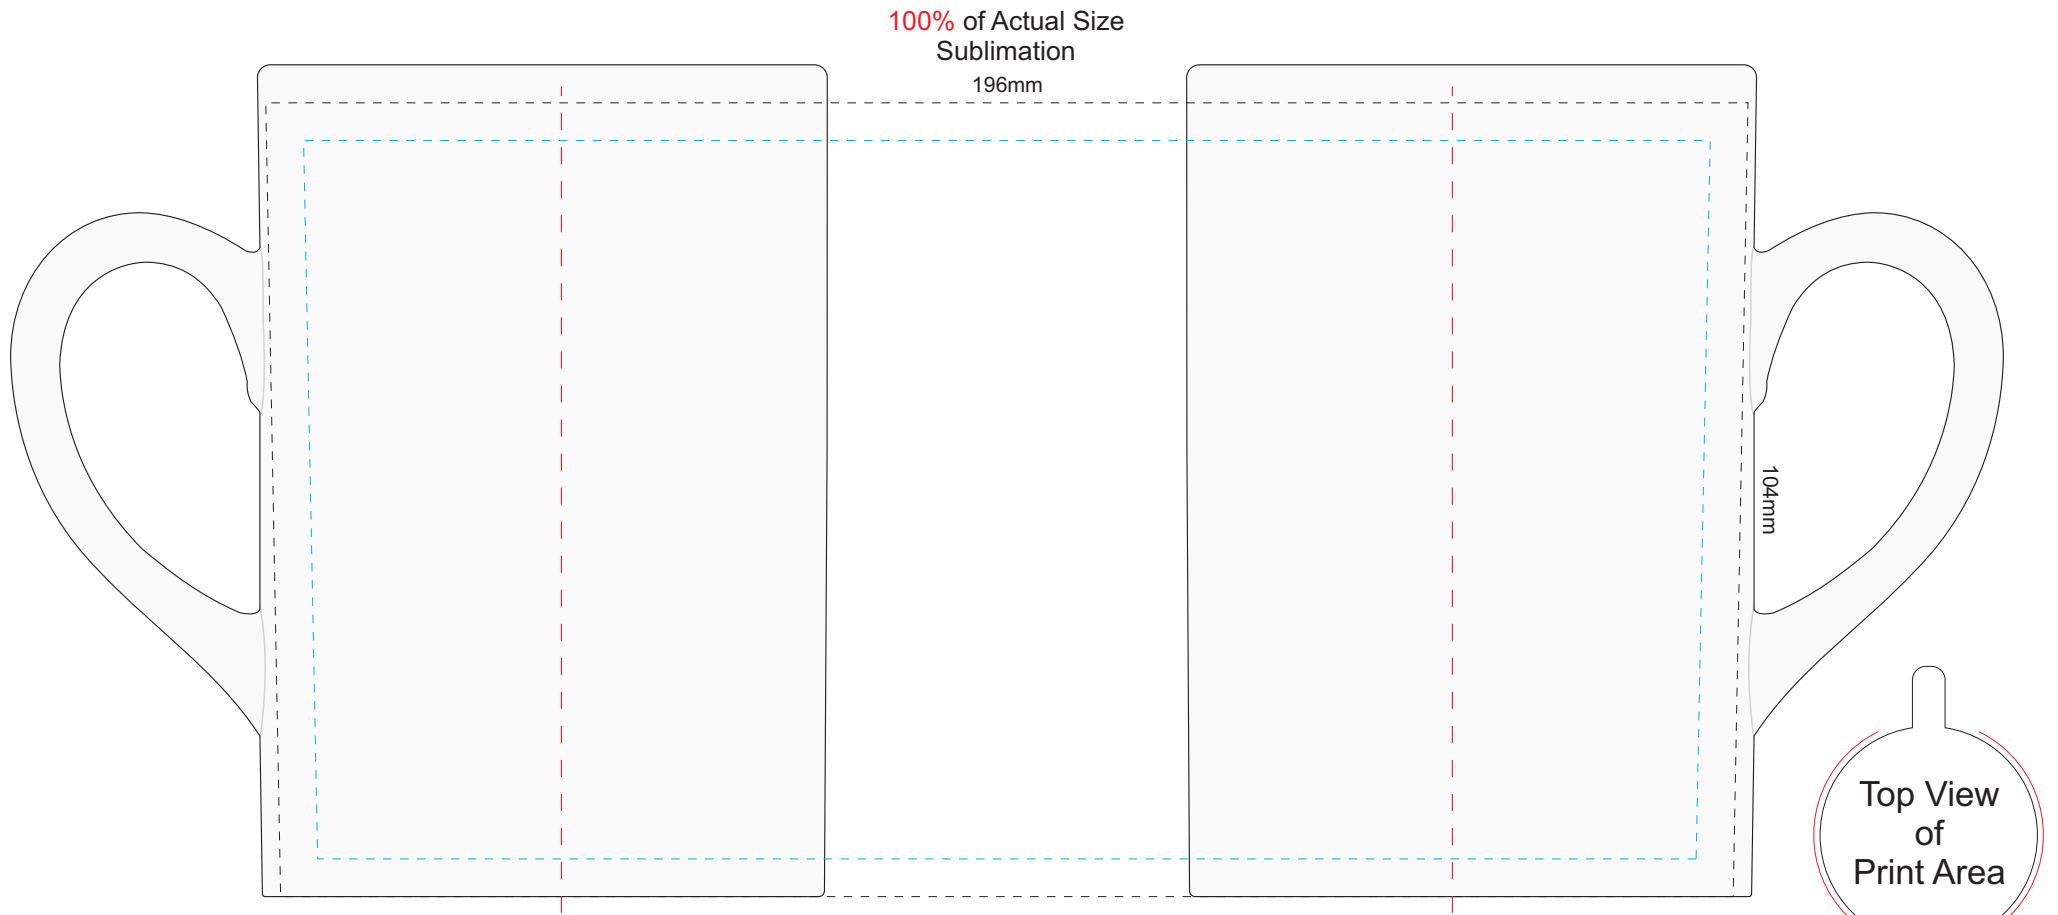 100% of Actual Size
Sublimation
196mm
104mm
Top View
of
Print Area